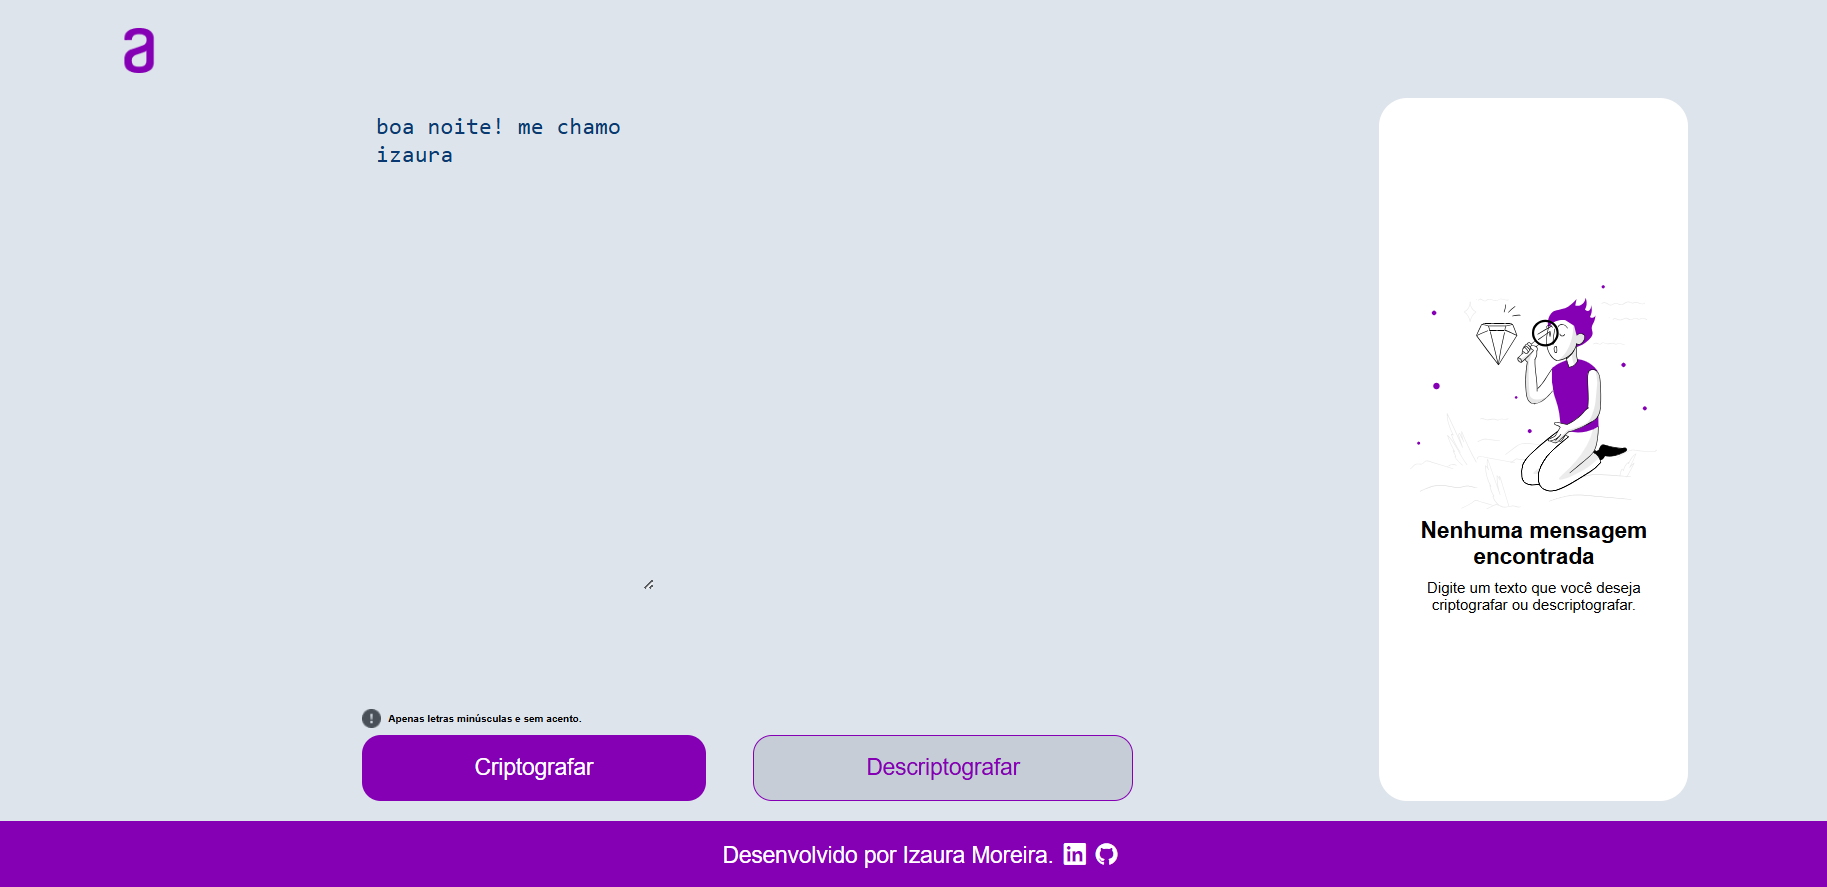 a
boa noite! me chamo
izaura
Nenhuma mensagem
encontrada
Digite um texto que você deseja
criptografar ou descriptografar.
Apenas letras minúsculas e sem acento.
Criptografar
Descriptografar
Desenvolvido por Izaura Moreira.